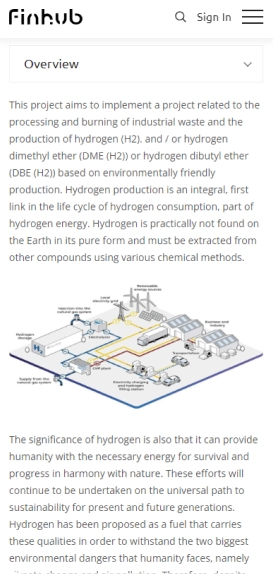 finhub
Sign In
Overview
This project aims to implement a project related to the
processing and burning of industrial waste and the
production of hydrogen (H2). and / or hydrogen
dimethyl ether (DME (H2)) or hydrogen dibutyl ether
(DBE (H2)) based on environmentally friendly
production. Hydrogen production is an integral, first
link in the life cycle of hydrogen consumption, part of
hydrogen energy. Hydrogen is practically not found on
the Earth in its pure form and must be extracted from
other compounds using various chemical methods.
Renewable
energy sources
Local
electricity grid
Injection into the
natural gas system
Hydrogen
storage
Electrolyzer
Business and
industry
Transportation
CHP plant
Supply from the
natural gas system
Electricity charging
and hydrogen
filling station
The significance of hydrogen is also that it can provide
humanity with the necessary energy for survival and
progress in harmony with nature. These efforts will
continue to be undertaken on the universal path to
sustainability for present and future generations.
Hydrogen has been proposed as a fuel that carries
these qualities in order to withstand the two biggest
environmental dangers that humanity faces, namely